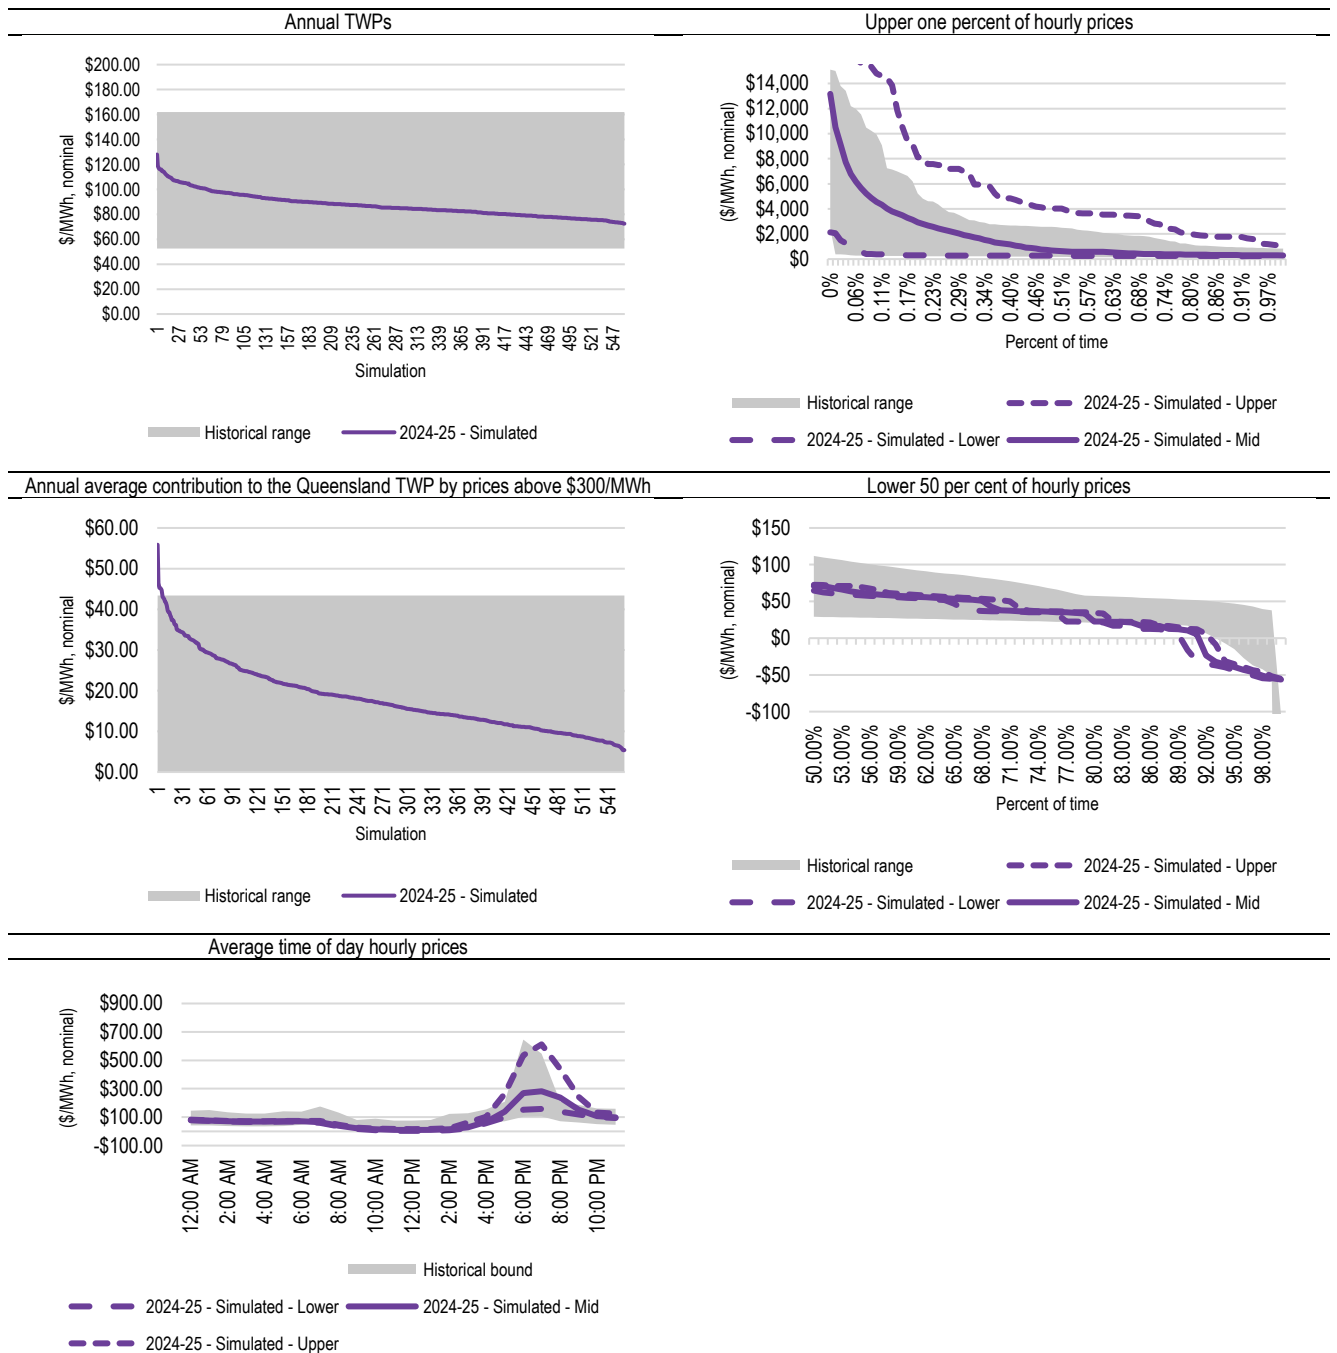 Annual TWPs
$/MWh, nominal
$200.00
$180.00
$160.00
$140.00
$120.00
$100.00
$80.00
$60.00
$40.00
$20.00
$0.00
1 27 53 79 105 131 157 183 209 235 261 287 313 339 365 391 417 443 469 495 521 547
Simulation
Historical range 2024-25 - Simulated
Upper one percent of hourly prices
($/MWh, nominal)
$14,000
$12,000
$10,000
$8,000
$6,000
$4,000
$2,000
$0
0% 0.06% 0.11% 0.17% 0.23% 0.29% 0.34% 0.40% 0.46% 0.51% 0.57% 0.63% 0.68% 0.74% 0.80% 0.86% 0.91% 0.97%
Percent of time
Historical range 2024-25 - Simulated - Upper
2024-25 - Simulated - Lower 2024-25 - Simulated - Mid
Annual average contribution to the Queensland TWP by prices above $300/MWh
$/MWh, nominal
$60.00
$50.00
$40.00
$30.00
$20.00
$10.00
$0.00
1 31 61 91 121 151 181 211 241 271 301 331 361 391 421 451 481 511 541
Simulation
Historical range 2024-25 - Simulated
Lower 50 per cent of hourly prices
($/MWh, nominal)
$150
$100
$50
$0
-$50
-$100
50.00% 53.00% 56.00% 59.00% 62.00% 65.00% 68.00% 71.00% 74.00% 77.00% 80.00% 83.00% 86.00% 89.00% 92.00% 95.00% 98.00%
Percent of time
Historical range 2024-25 - Simulated - Upper
2024-25 - Simulated - Lower 2024-25 - Simulated - Mid
Average time of day hourly prices
($/MWh, nominal)
$900.00
$700.00
$500.00
$300.00
$100.00
-$100.00
12:00 AM 2:00 AM 4:00 AM 6:00 AM 8:00 AM 10:00 AM 12:00 PM 2:00 PM 4:00 PM 6:00 PM 8:00 PM 10:00 PM
Historical bound
2024-25 - Simulated - Lower 2024-25 - Simulated - Mid
2024-25 - Simulated - Upper